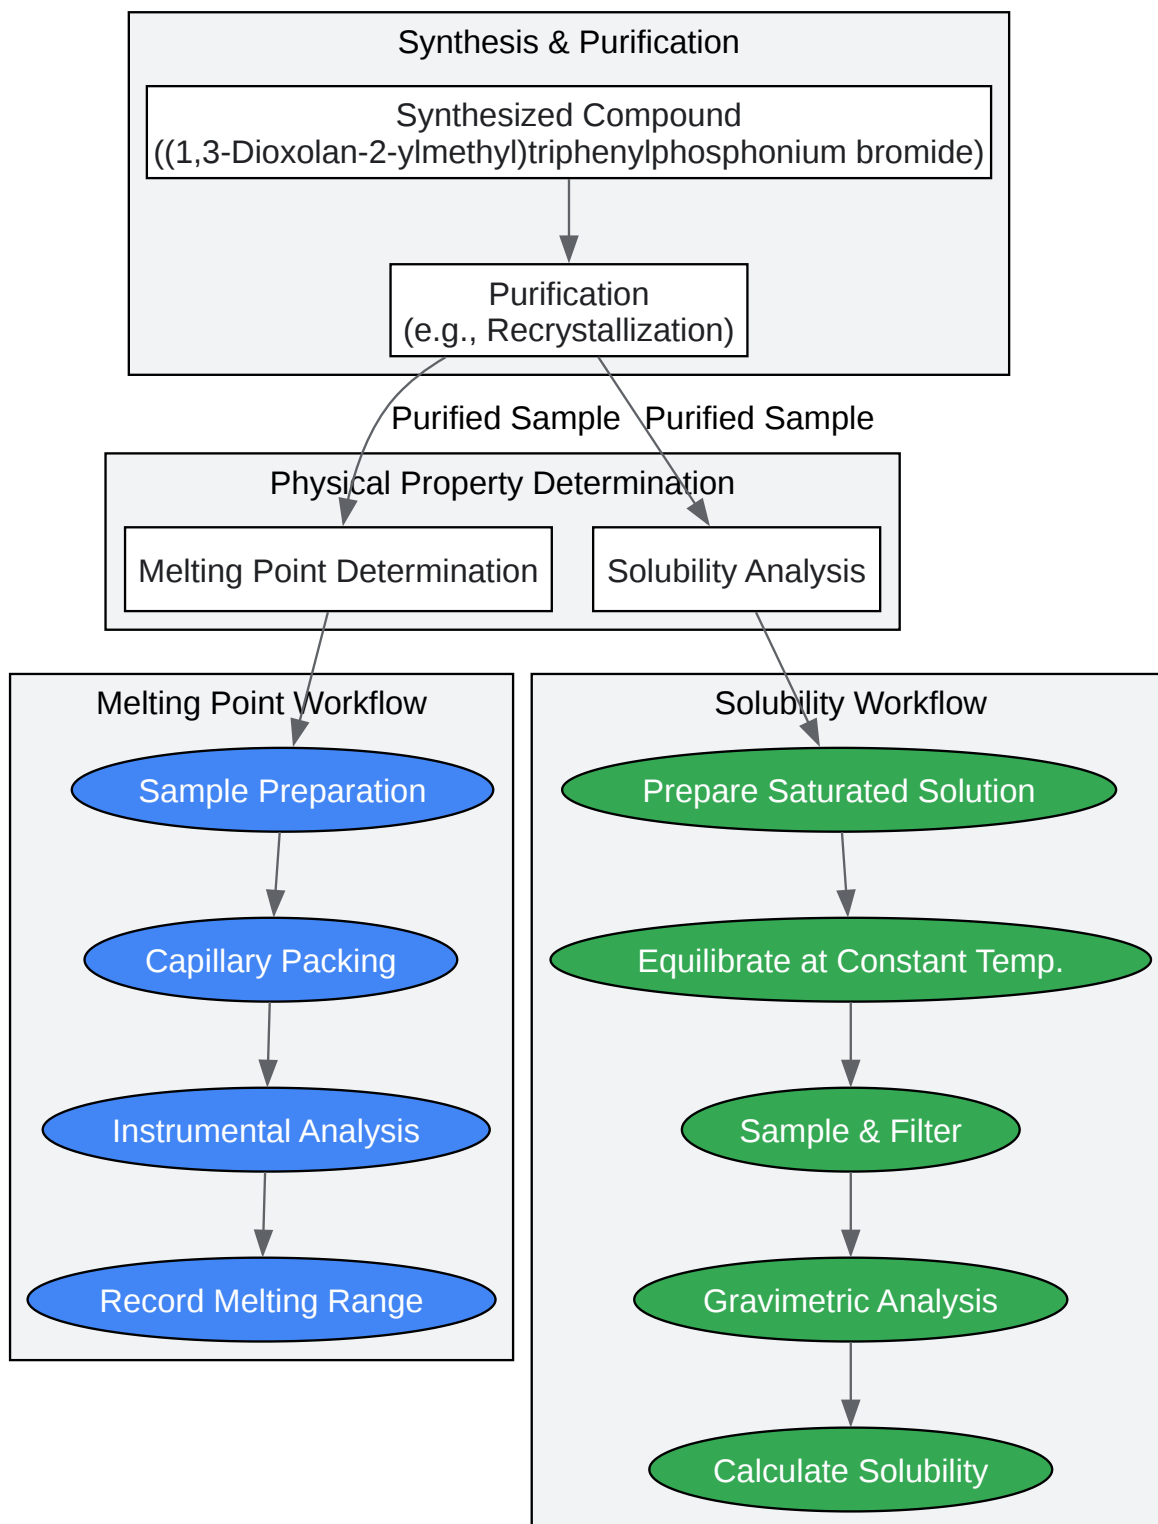 Synthesis & Purification
Synthesized Compound
((1,3-Dioxolan-2-ylmethyl)triphenylphosphonium bromide)
Purification
(e.g., Recrystallization)
Purified Sample
Purified Sample
Physical Property Determination
Melting Point Determination
Solubility Analysis
Melting Point Workflow
Sample Preparation
Capillary Packing
Instrumental Analysis
Record Melting Range
Solubility Workflow
Prepare Saturated Solution
Equilibrate at Constant Temp.
Sample & Filter
Gravimetric Analysis
Calculate Solubility